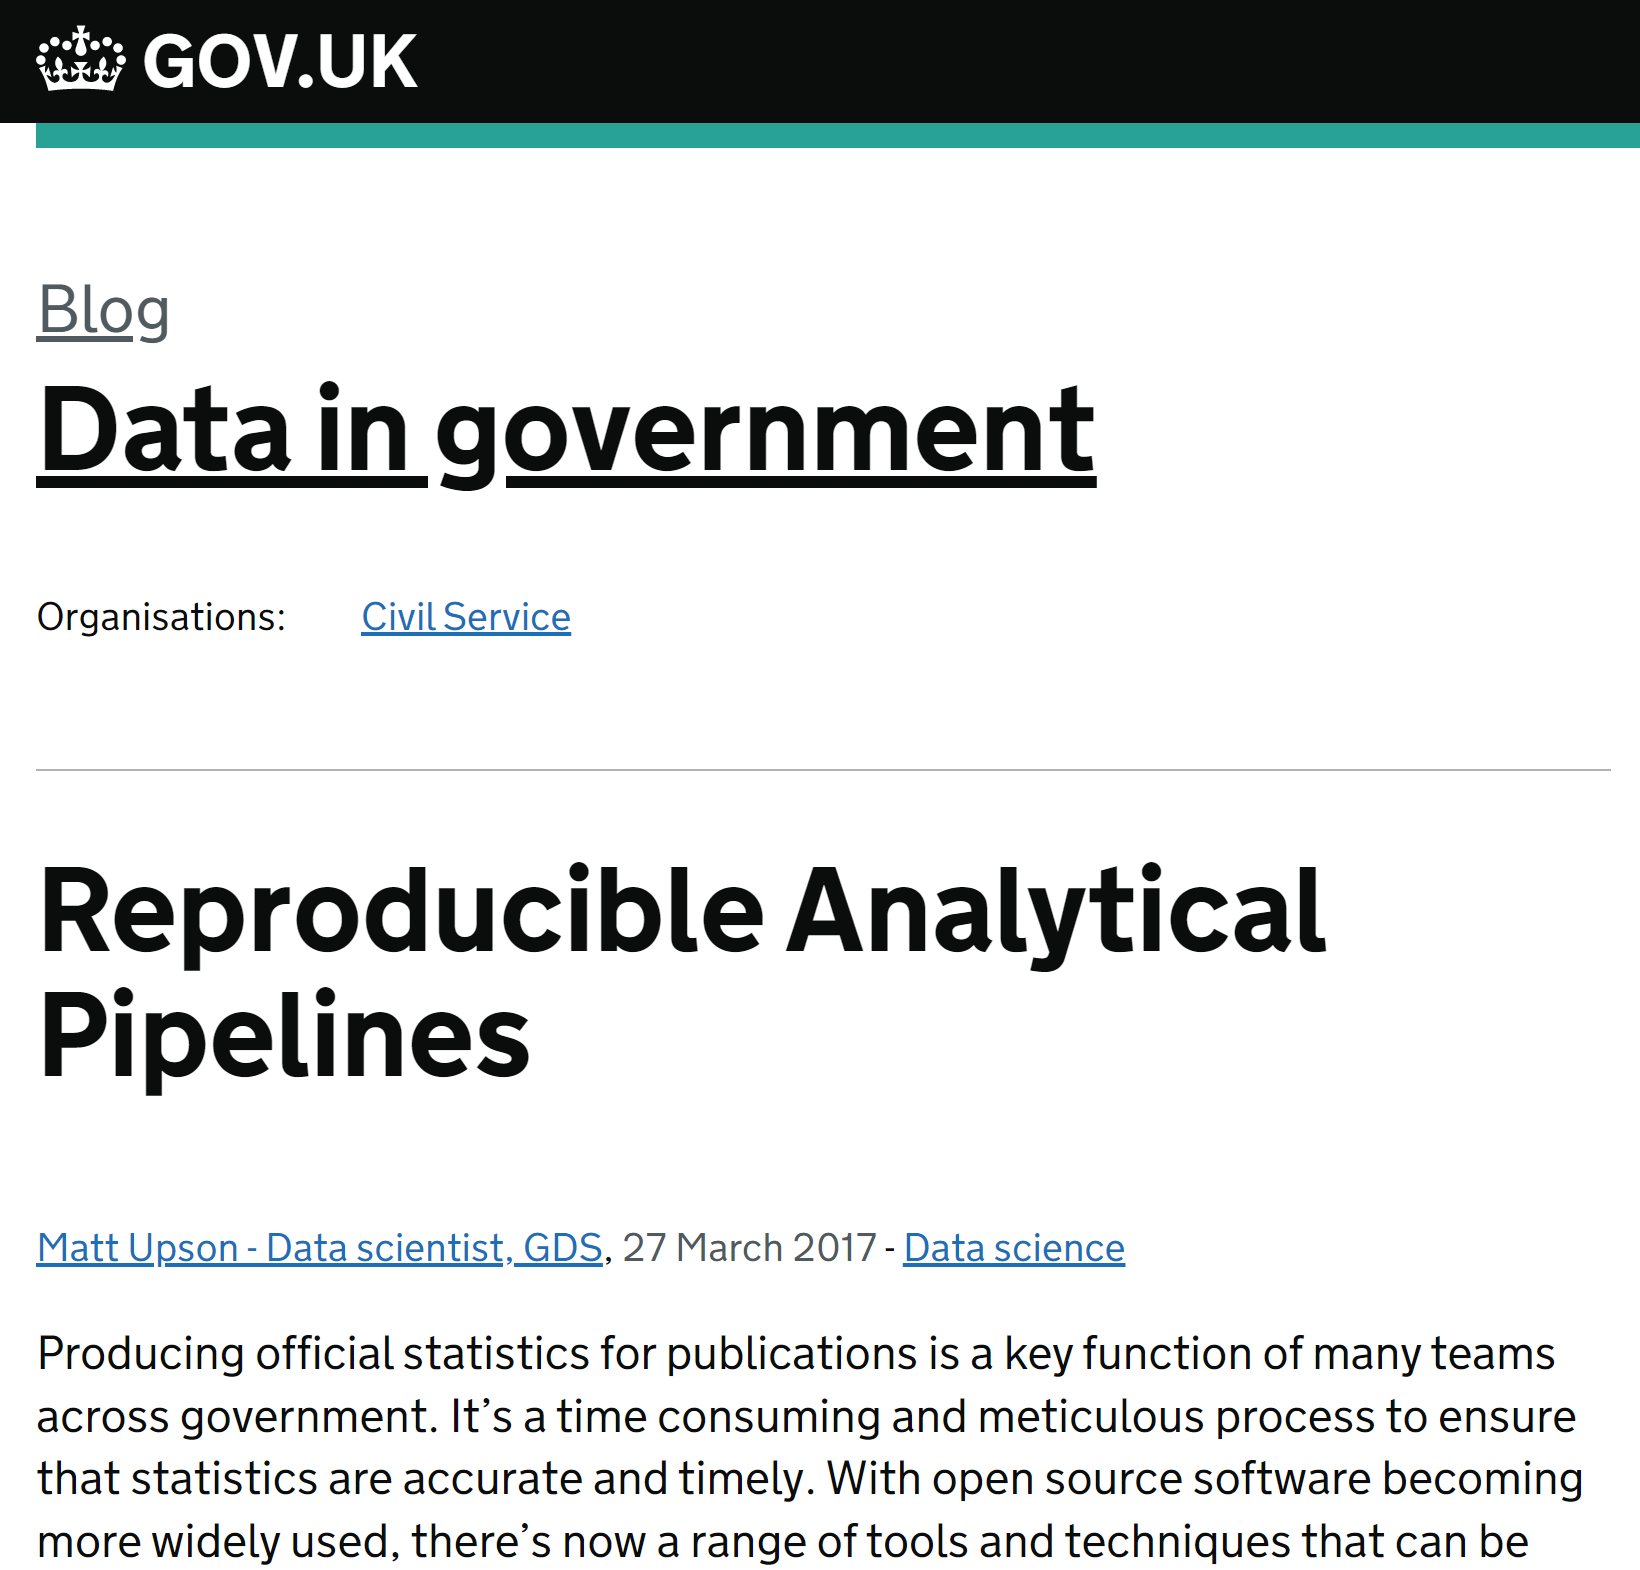 GOV.UK
Blog
Data in government
Organisations: Civil Service
Reproducible Analytical
Pipelines
Matt Upson - Data scientist, GDS, 27 March 2017 - Data science
Producing official statistics for publications is a key function of many teams
across government. It’s a time consuming and meticulous process to ensure
that statistics are accurate and timely. With open source software becoming
more widely used, there’s now a range of tools and techniques that can be